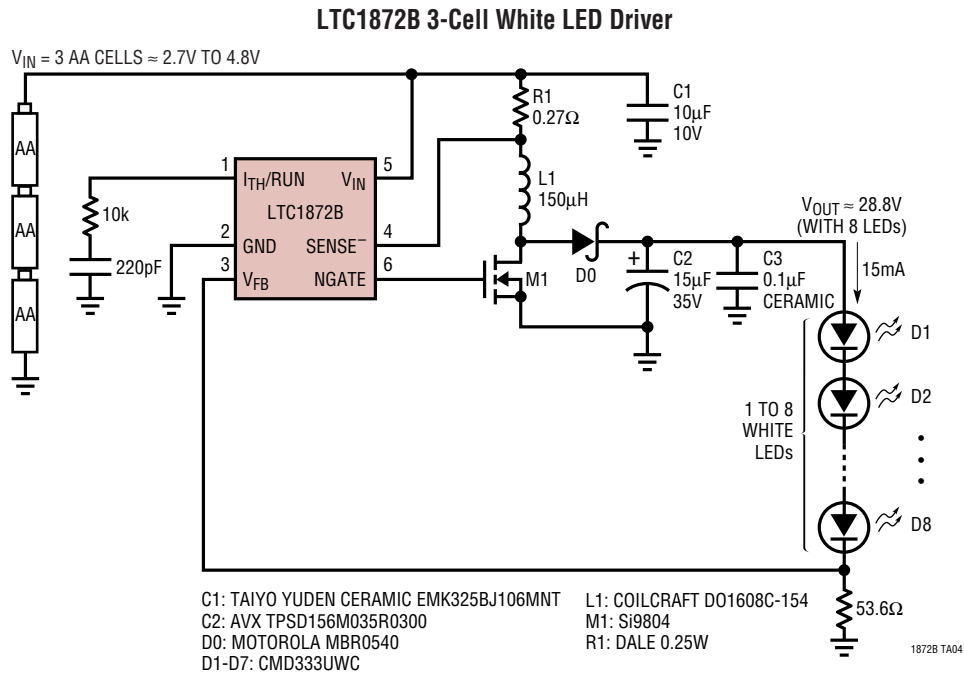 LTC1872B 3-Cell White LED Driver
VIN = 3 AA CELLS ≈ 2.7V TO 4.8V
AA
AA
AA
R1
0.27Ω
C1
10µF
10V
1
5
ITH/RUN
VIN
10k
LTC1872B
L1
150µH
2
4
GND
SENSE–
220pF
3
6
VFB
NGATE
M1
D0
+
C2
15µF
35V
C3
0.1µF
CERAMIC
VOUT ≈ 28.8V
(WITH 8 LEDs)
15mA
D1
D2
1 TO 8
WHITE
LEDs
• • •
D8
53.6Ω
C1: TAIYO YUDEN CERAMIC EMK325BJ106MNT
C2: AVX TPSD156M035R0300
D0: MOTOROLA MBR0540
D1-D7: CMD333UWC
L1: COILCRAFT DO1608C-154
M1: Si9804
R1: DALE 0.25W
1872B TA04